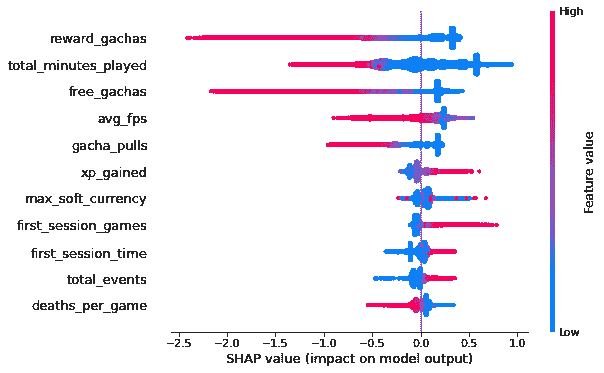 High
reward_gachas
total_minutes_played
free_gachas
avg_fps
gacha_pulls
xp_gained
max_soft_currency
first_session_games
first_session_time
total_events
deaths_per_game
Feature value
Low
−2.5 −2.0 −1.5 −1.0 −0.5 0.0 0.5 1.0
SHAP value (impact on model output)